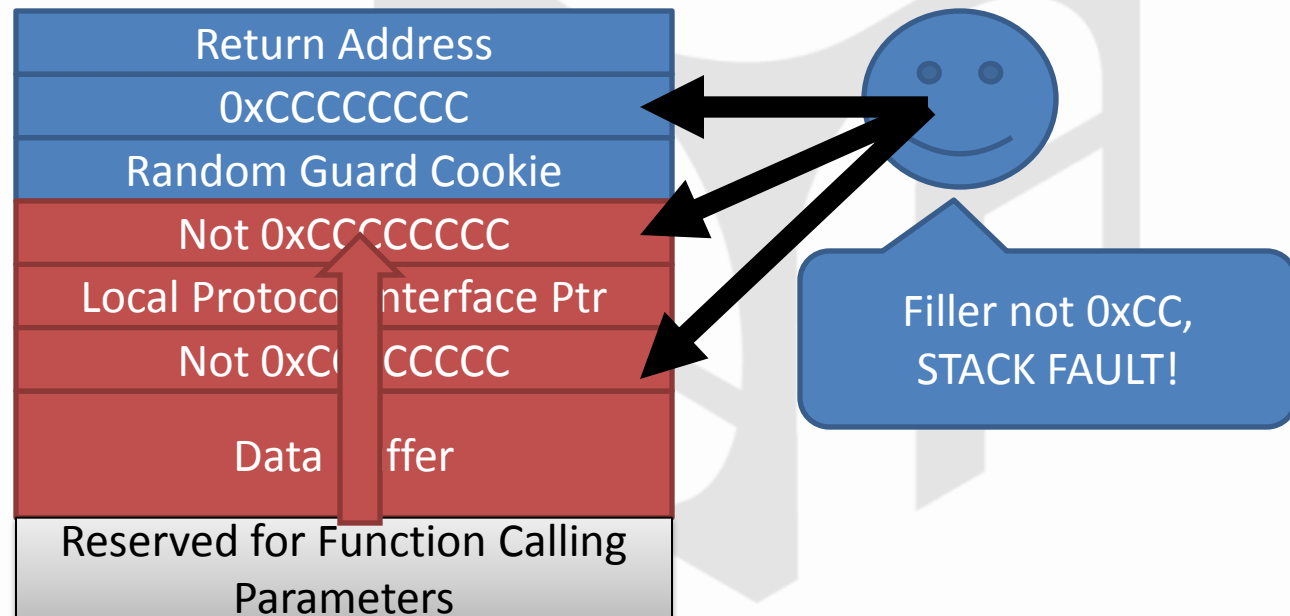 Return Address
0xCCCCCCCC
Random Guard Cookie
Not 0xCCCCCCCC
Local Protoco nterface Ptr
Not 0xCC CCCCC
Data ffer
Reserved for Function Calling
Parameters
Filler not 0xCC,
STACK FAULT!